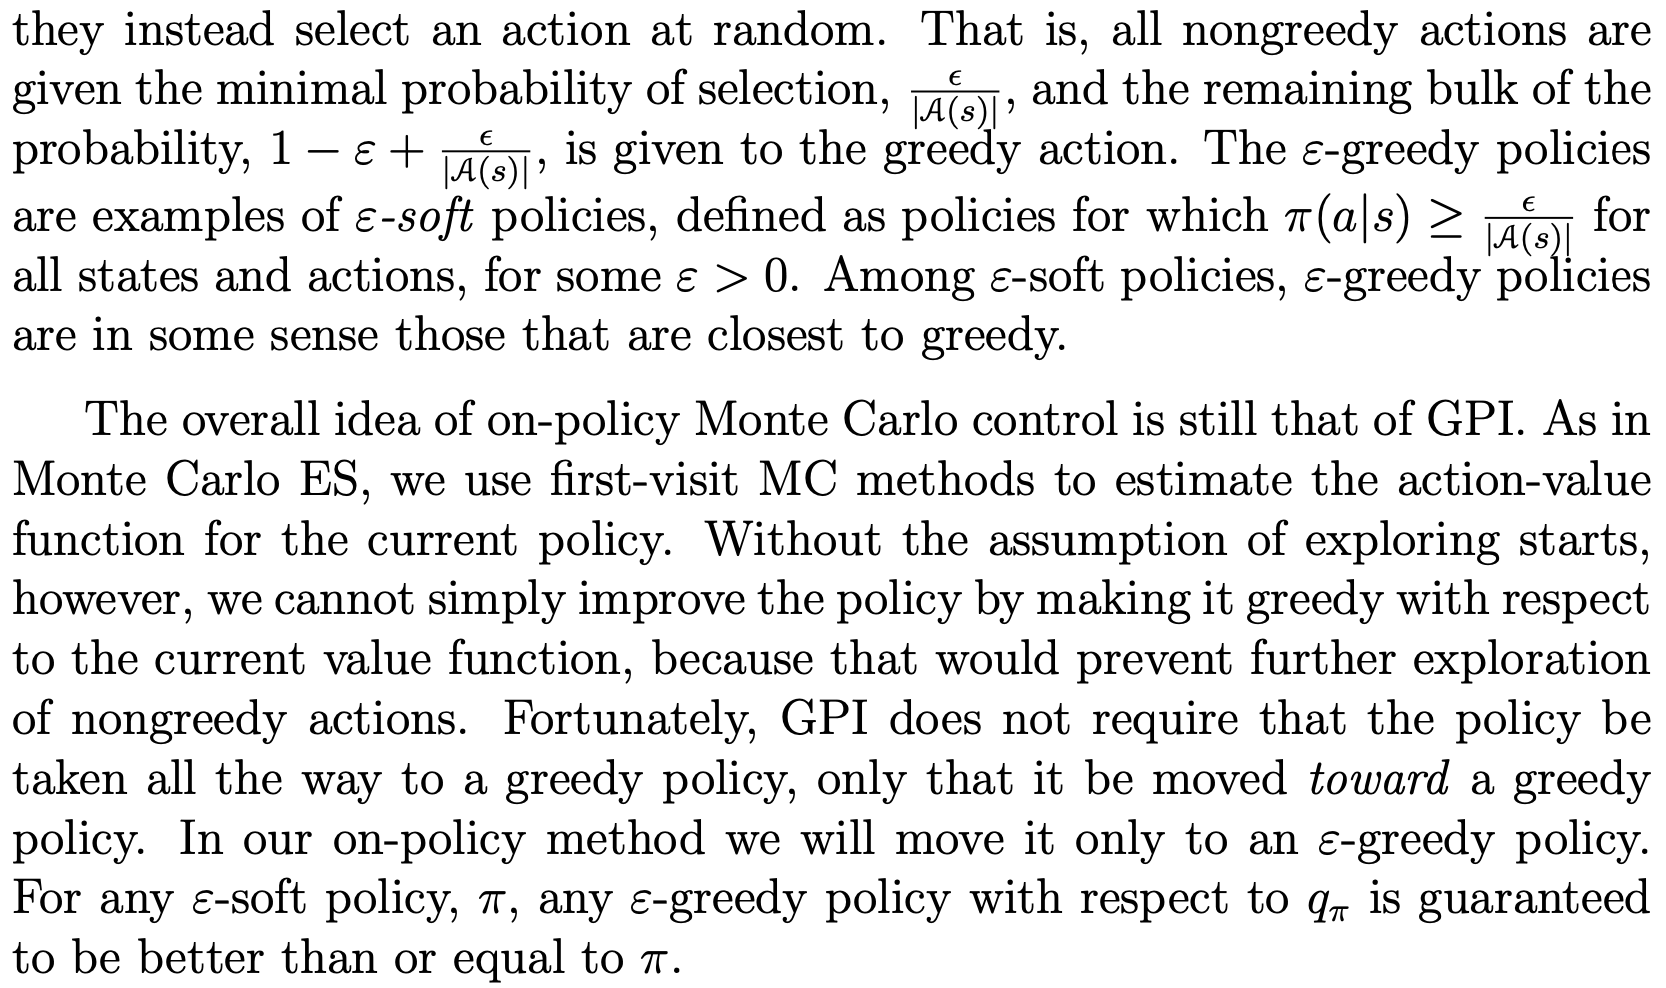 they instead select an action at random. That is, all nongreedy actions are
given the minimal probability of selection, $\frac{\epsilon}{|\mathcal{A}(s)|}$, and the remaining bulk of the
probability, $1 - \varepsilon + \frac{\epsilon}{|\mathcal{A}(s)|}$, is given to the greedy action. The ε-greedy policies
are examples of ε-soft policies, defined as policies for which $\pi(a|s) \geq \frac{\epsilon}{|\mathcal{A}(s)|}$ for
all states and actions, for some ε > 0. Among ε-soft policies, ε-greedy policies
are in some sense those that are closest to greedy.
The overall idea of on-policy Monte Carlo control is still that of GPI. As in
Monte Carlo ES, we use first-visit MC methods to estimate the action-value
function for the current policy. Without the assumption of exploring starts,
however, we cannot simply improve the policy by making it greedy with respect
to the current value function, because that would prevent further exploration
of nongreedy actions. Fortunately, GPI does not require that the policy be
taken all the way to a greedy policy, only that it be moved toward a greedy
policy. In our on-policy method we will move it only to an ε-greedy policy.
For any ε-soft policy, π, any ε-greedy policy with respect to $q_\pi$ is guaranteed
to be better than or equal to π.